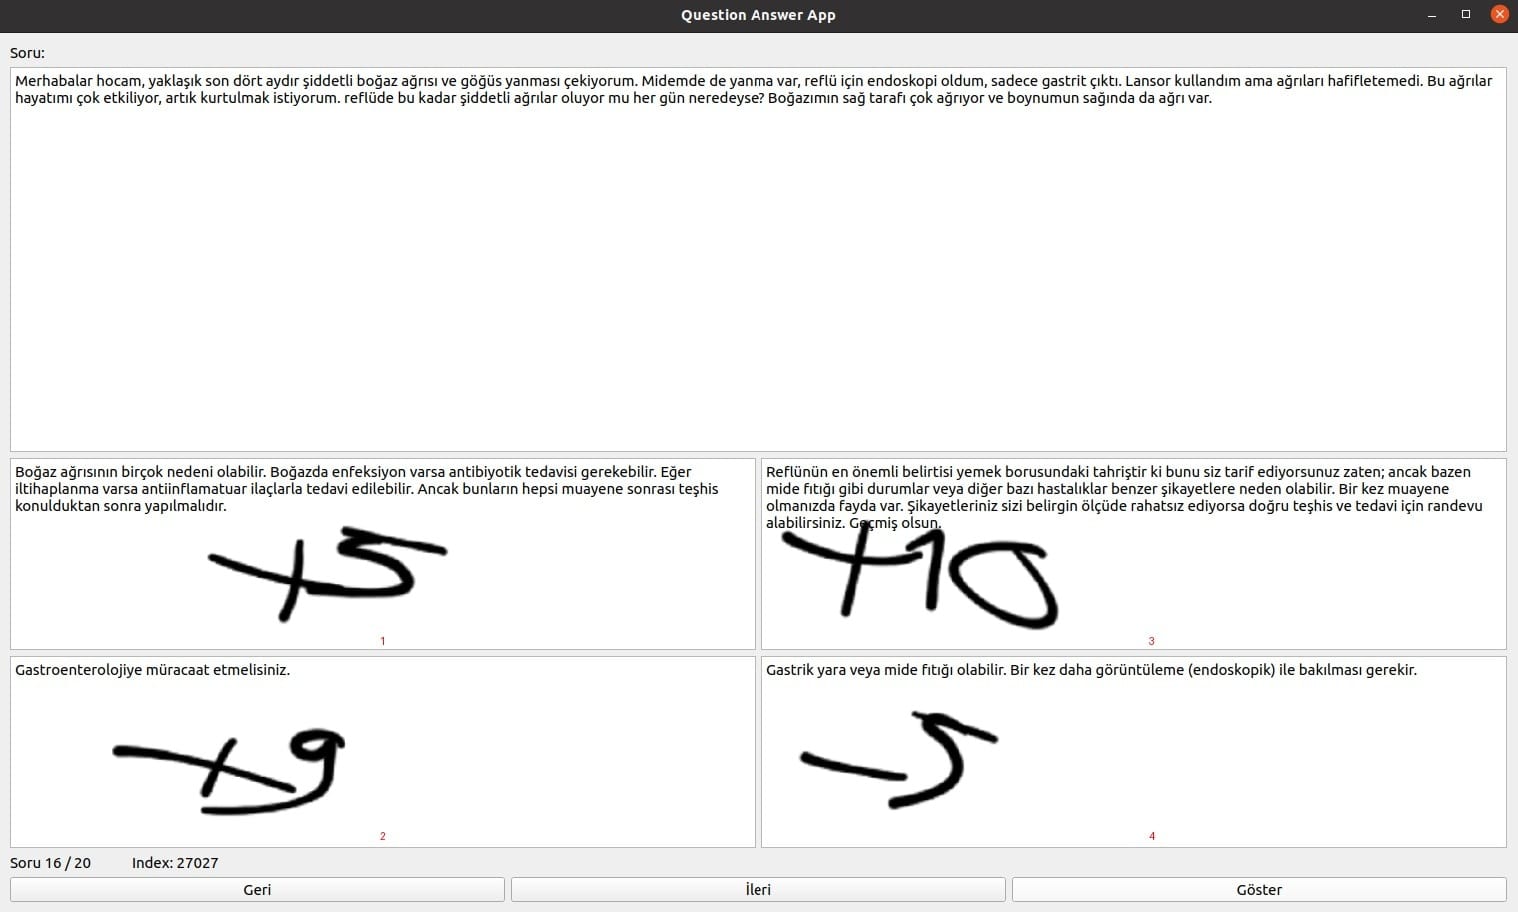 Question Answer App
Soru:
Merhabalar hocam, yaklaşık son dört aydır şiddetli boğaz ağrısı ve göğüs yanması çekiyorum. Midemde de yanma var, reflü için endoskopi oldum, sadece gastrit çıktı. Lansor kullandım ama ağrıları hafifletemedi. Bu ağrılar
hayatımı çok etkiliyor, artık kurtulmak istiyorum. reflüde bu kadar şiddetli ağrılar oluyor mu her gün neredeyse? Boğazımın sağ tarafı çok ağrıyor ve boynumun sağında da ağrı var.
Boğaz ağrısının birçok nedeni olabilir. Boğazda enfeksiyon varsa antibiyotik tedavisi gerekebilir. Eğer
iltihaplanma varsa antiinflamatuar ilaçlarla tedavi edilebilir. Ancak bunların hepsi muayene sonrası teşhis
konulduktan sonra yapılmalıdır.
+5
1
Reflünün en önemli belirtisi yemek borusundaki tahriştir ki bunu siz tarif ediyorsunuz zaten; ancak bazen
mide fıtığı gibi durumlar veya diğer bazı hastalıklar benzer şikayetlere neden olabilir. Bir kez muayene
olmanızda fayda var. Şikayetleriniz sizi belirgin ölçüde rahatsız ediyorsa doğru teşhis ve tedavi için randevu
alabilirsiniz. Geçmiş olsun.
+10
3
Gastroenterolojiye müracaat etmelisiniz.
+9
2
Gastrik yara veya mide fıtığı olabilir. Bir kez daha görüntüleme (endoskopik) ile bakılması gerekir.
-5
4
Soru 16 / 20 Index: 27027
Geri İleri Göster